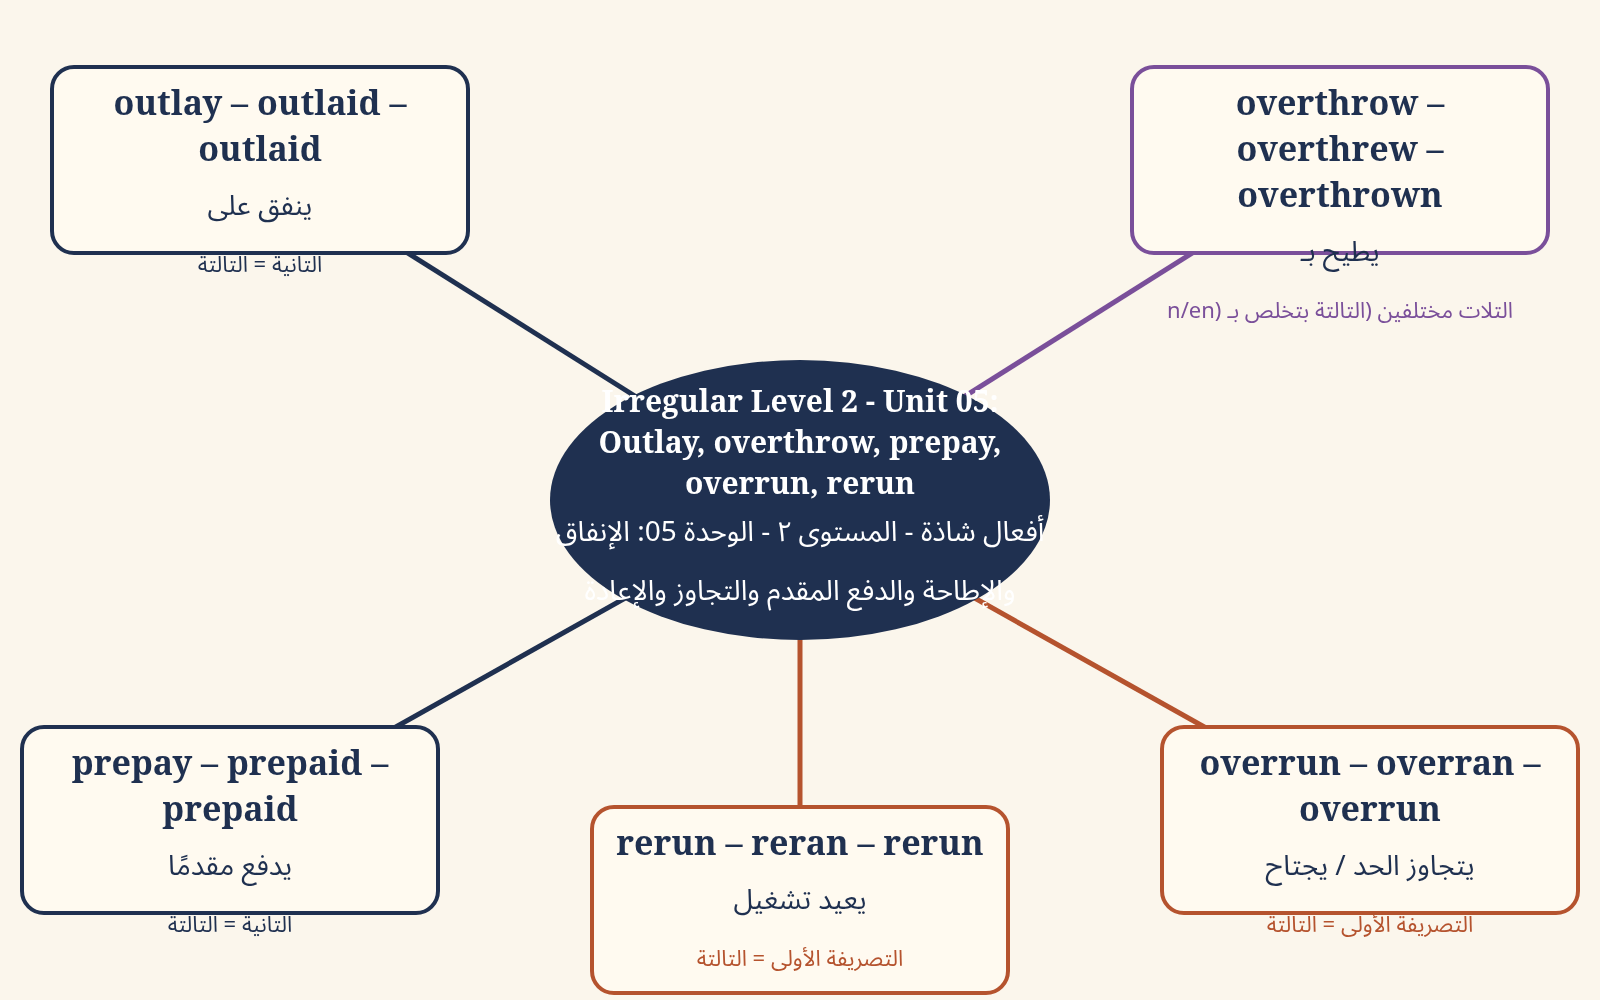 outlay – outlaid –
outlaid
ينفق على
التانية = التالتة
overthrow –
overthrew –
overthrown
يطيح بـ
التلات مختلفين (التالتة بتخلص بـ n/en)
Irregular Level 2 - Unit 05:
Outlay, overthrow, prepay,
overrun, rerun
أفعال شاذة - المستوى ٢ - الوحدة 05: الإنفاق
والإطاحة والدفع المقدم والتجاوز والإعادة
prepay – prepaid –
prepaid
يدفع مقدمًا
التانية = التالتة
rerun – reran – rerun
يعيد تشغيل
التصريفة الأولى = التالتة
overrun – overran –
overrun
يتجاوز الحد / يجتاح
التصريفة الأولى = التالتة